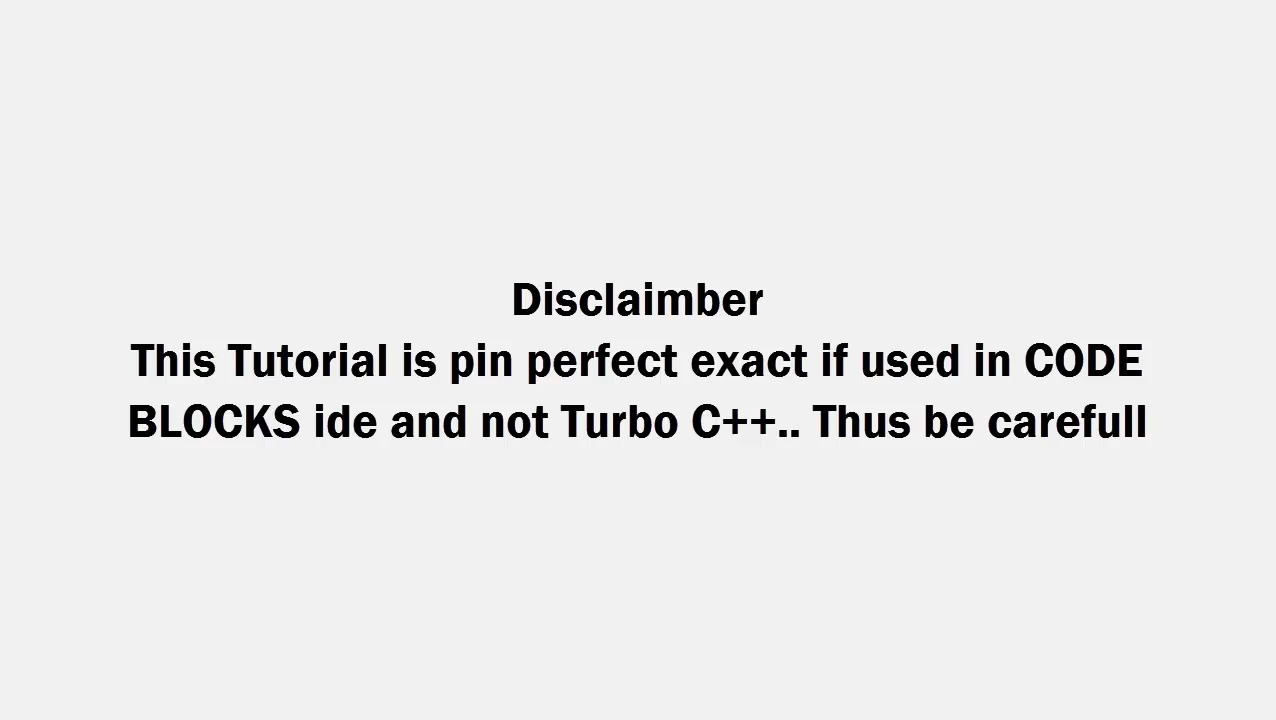 Disclaimber
This Tutorial is pin perfect exact if used in CODE
BLOCKS ide and not Turbo C++.. Thus be carefull